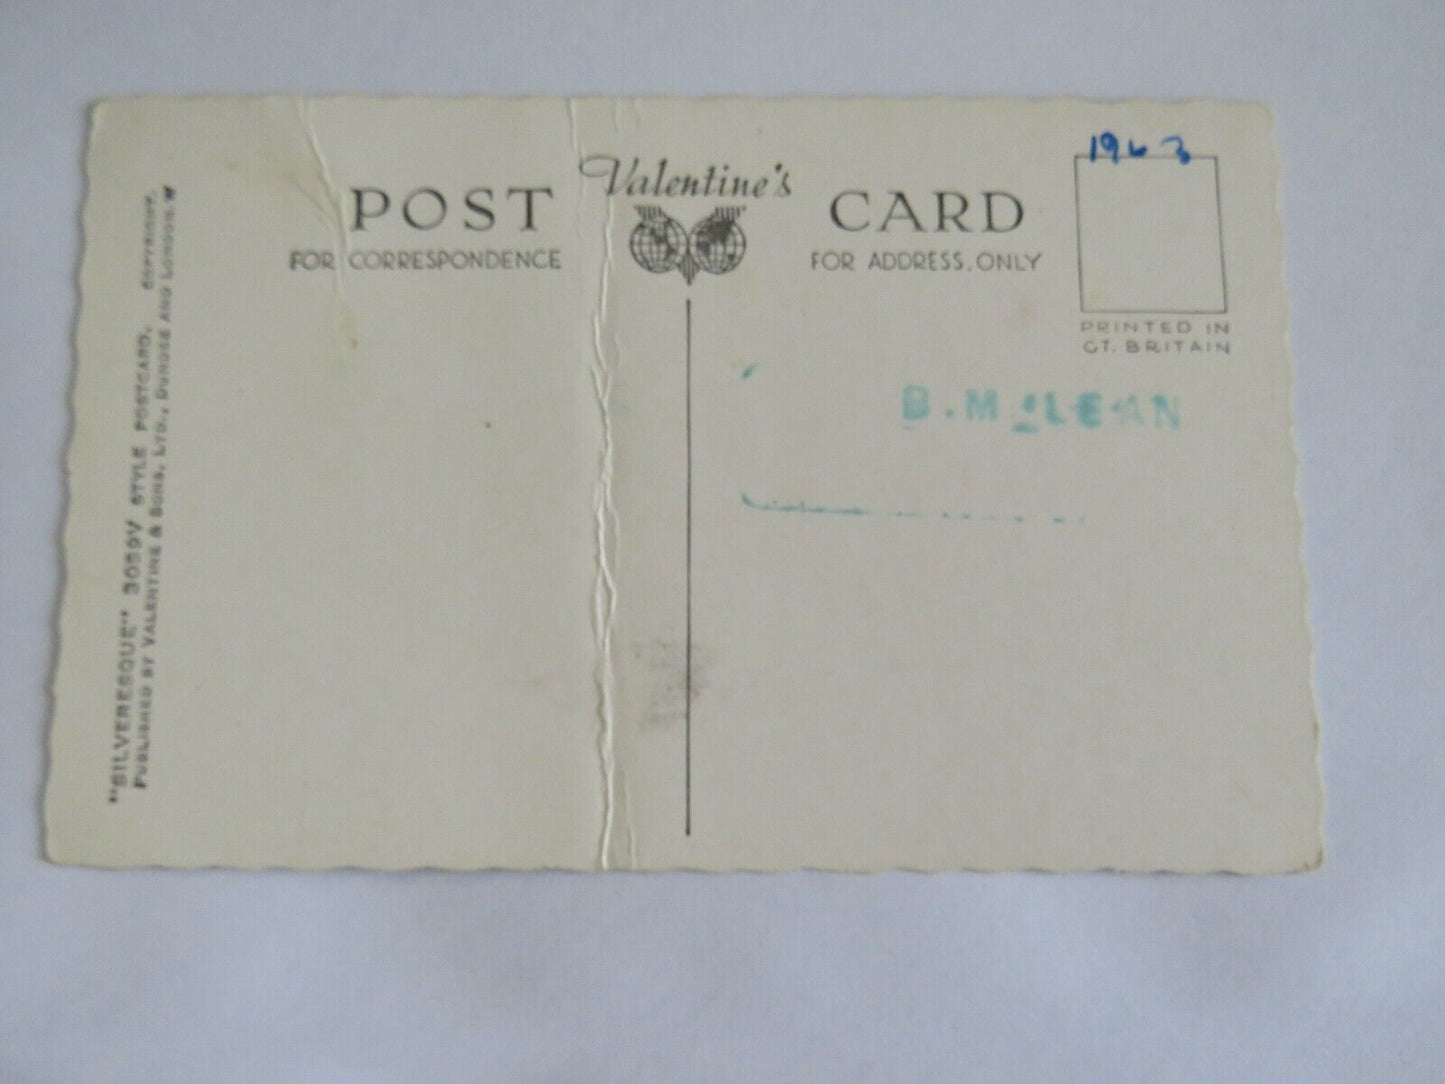 1963
Valentine's
POST CARD
FOR CORRESPONDENCE
FOR ADDRESS. ONLY
PRINTED IN
GT. BRITAIN
B. McLEAN
"SILVERESQUE" 3059V STYLE POSTCARD. COPYRIGHT.
PUBLISHED BY VALENTINE & SONS, LTD., DUNDEE AND LONDON. W